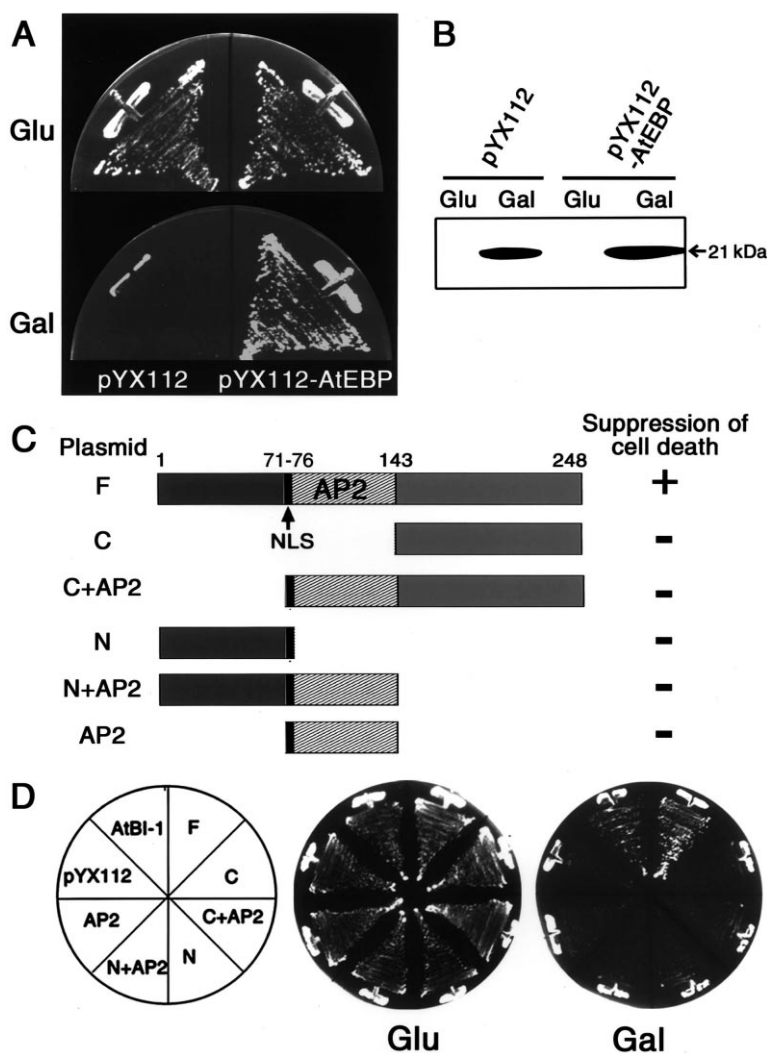 A
Glu
Gal
pYX112 pYX112-AtEBP
B
pYX112
pYX112
-AtEBP
Glu Gal Glu Gal
←21 kDa
C
Plasmid
Suppression of
cell death
1 71-76 143 248
F AP2 +
NLS
C -
C+AP2 -
N -
N+AP2 -
AP2 -
D
AtBI-1 F
pYX112 C
AP2 C+AP2
N+AP2 N
Glu Gal